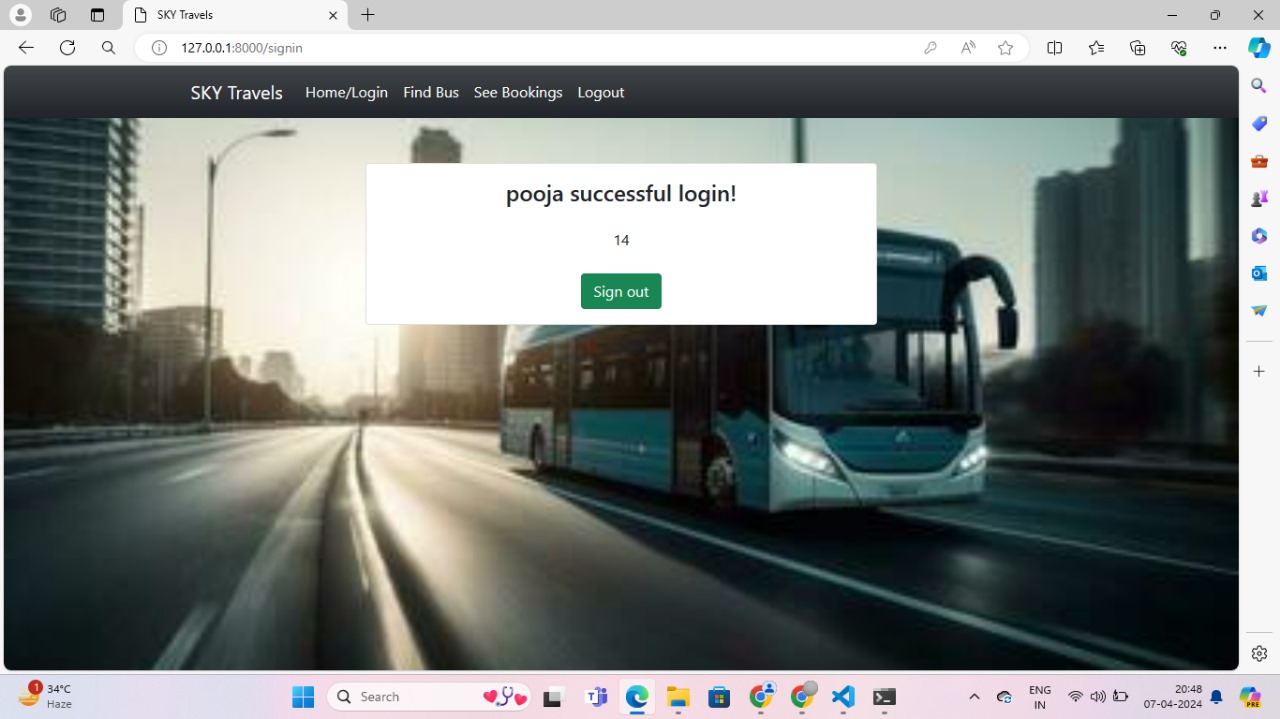 SKY Travels
127.0.0.1:8000/signin
SKY Travels Home/Login Find Bus See Bookings Logout
pooja successful login!
14
Sign out
1
34°C
Haze
Search
ENG
IN
20:48
07-04-2024
PRE